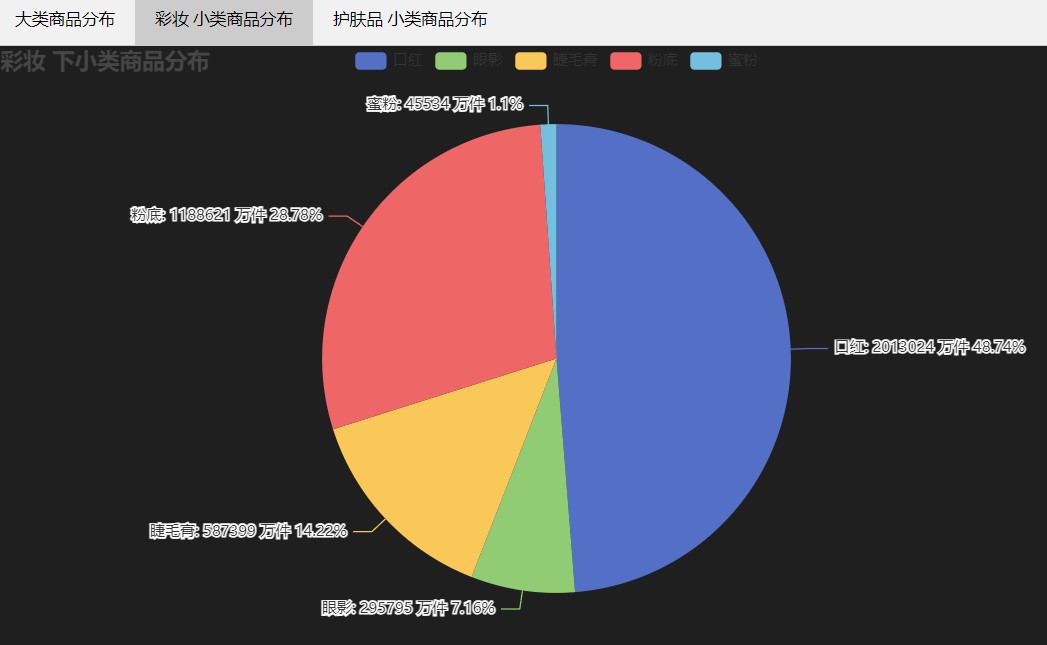 大类商品分布 彩妆 小类商品分布 护肤品 小类商品分布
彩妆 下小类商品分布
口红 眼影 睫毛膏 粉底 蜜粉
蜜粉: 45534 万件 1.1%
粉底: 1188621 万件 28.78%
口红: 2013024 万件 48.74%
睫毛膏: 587399 万件 14.22%
眼影: 295795 万件 7.16%